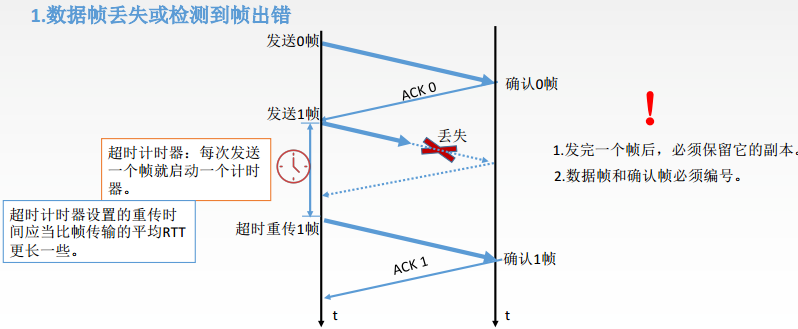 1.数据帧丢失或检测到帧出错
发送0帧
ACK 0
确认0帧
发送1帧
丢失
超时计时器：每次发送
一个帧就启动一个计时
器。
1.发完一个帧后，必须保留它的副本。
2.数据帧和确认帧必须编号。
超时计时器设置的重传时
间应当比帧传输的平均RTT
更长一些。
超时重传1帧
确认1帧
ACK 1
t
t